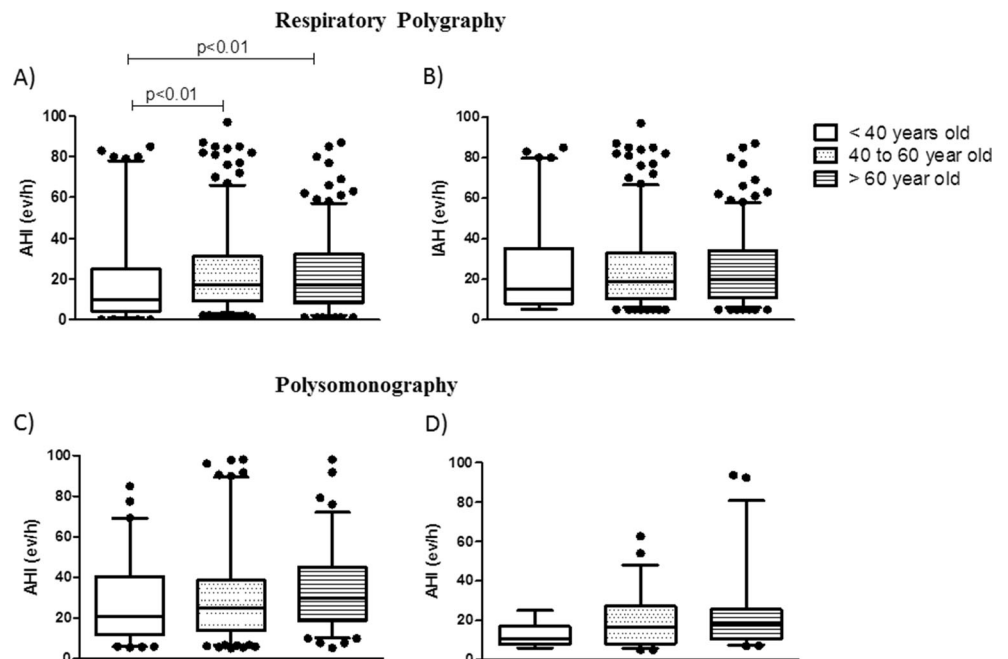 Respiratory Polygraphy
p<0.01
A)
B)
p<0.01
100
80
60
40
20
0
AHI (ev/h)
100
80
60
40
20
0
IAH (ev/h)
< 40 years old
40 to 60 year old
> 60 year old
Polysomonography
C)
D)
100
80
60
40
20
0
AHI (ev/h)
100
80
60
40
20
0
AHI (ev/h)